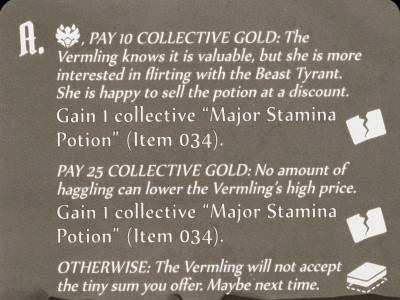 A. , PAY 10 COLLECTIVE GOLD: The
Vermling knows it is valuable, but she is more
interested in flirting with the Beast Tyrant.
She is happy to sell the potion at a discount.
Gain 1 collective “Major Stamina
Potion” (Item 034).
PAY 25 COLLECTIVE GOLD: No amount of
haggling can lower the Vermling’s high price.
Gain 1 collective “Major Stamina
Potion” (Item 034).
OTHERWISE: The Vermling will not accept
the tiny sum you offer. Maybe next time.